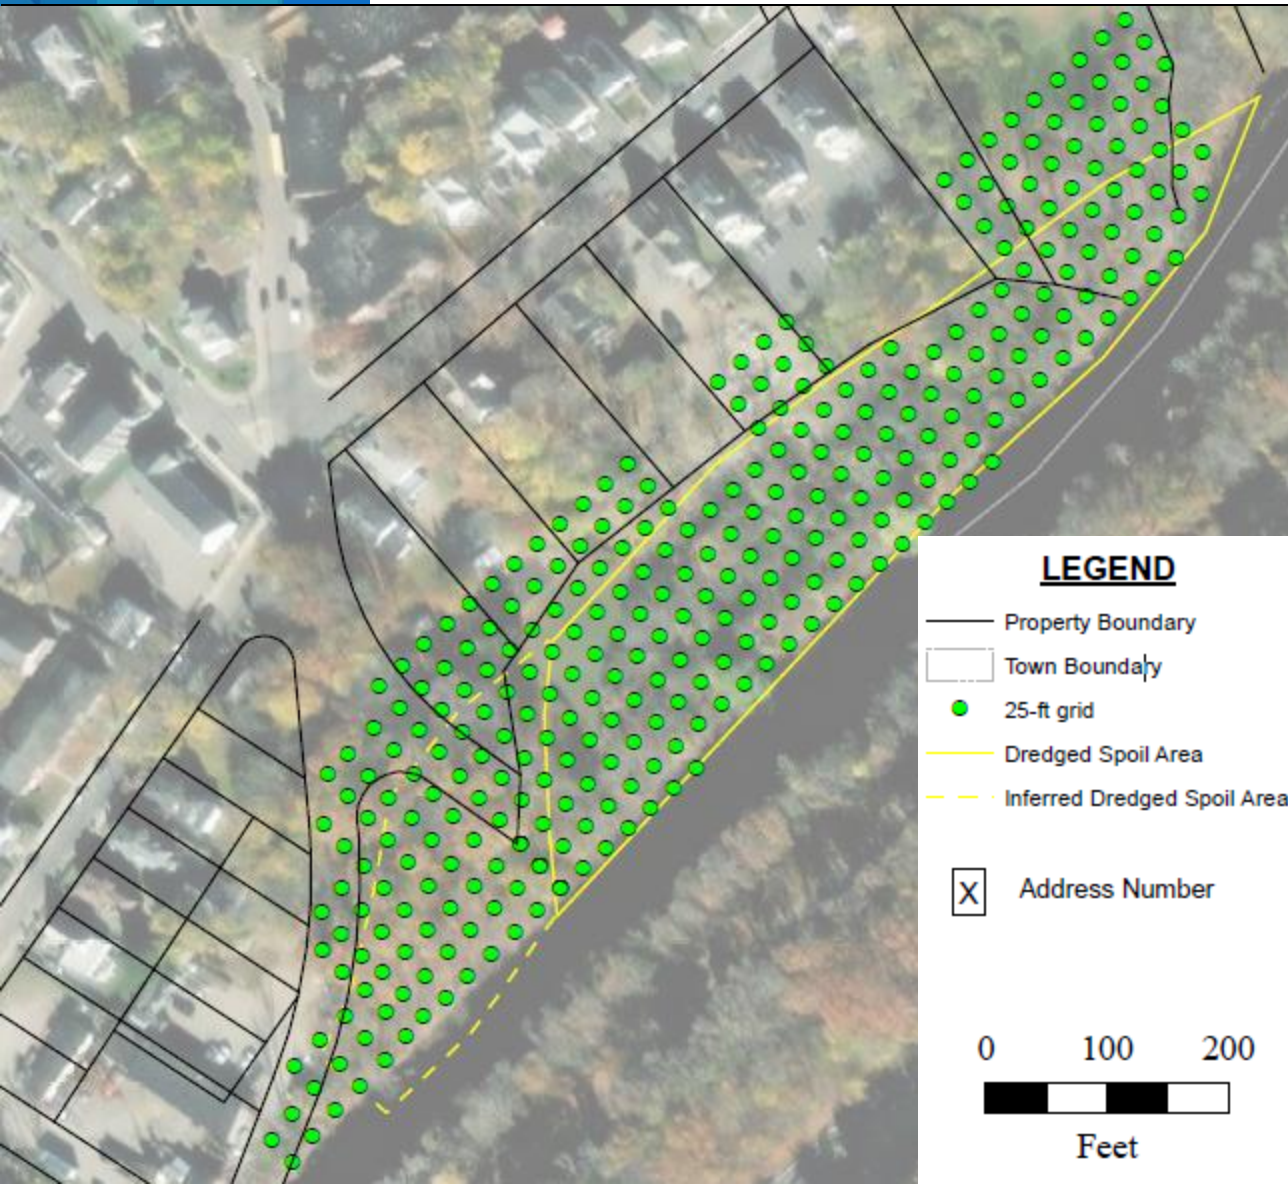 LEGEND
Property Boundary
Town Boundary
25-ft grid
Dredged Spoil Area
Inferred Dredged Spoil Area
X Address Number
0 100 200
Feet